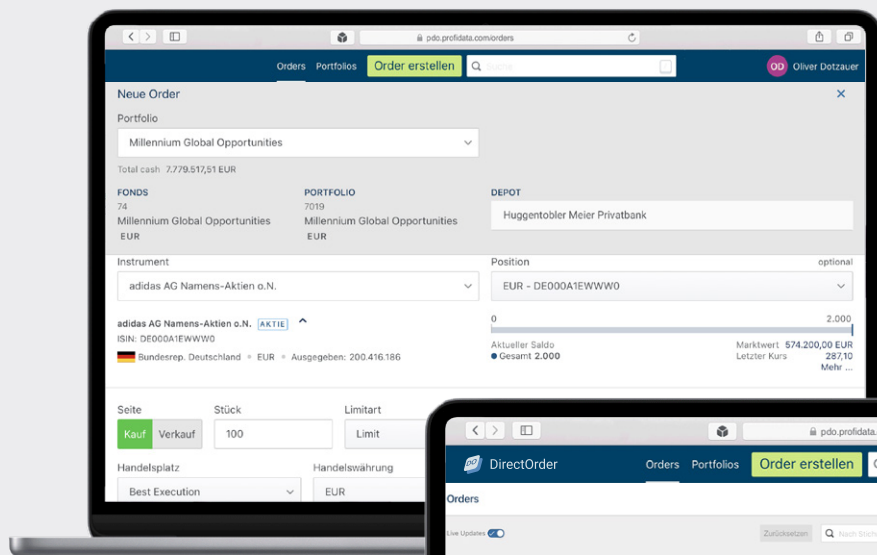 pdo.profidata.com/orders
Orders Portfolios Order erstellen Suche OD Oliver Dotzauer
Neue Order
Portfolio
Millennium Global Opportunities
Total cash 7.779.517,51 EUR
FONDS PORTFOLIO DEPOT
74 7019
Millennium Global Opportunities Millennium Global Opportunities Huggentobler Meier Privatbank
EUR EUR
Instrument Position optional
adidas AG Namens-Aktien o.N. EUR - DE000A1EWWW0
adidas AG Namens-Aktien o.N. AKTIE 0 2.000
ISIN: DE000A1EWWW0
Aktueller Saldo Marktwert 574.200,00 EUR
Bundesrep. Deutschland • EUR • Ausgegeben: 200.416.186 Gesamt 2.000 Letzter Kurs 287,10
Mehr ...
Seite Stück Limitart
Kauf Verkauf 100 Limit
Handelsplatz Handelswährung
Best Execution EUR
pdo.profidata.
DO DirectOrder Orders Portfolios Order erstellen
Orders
Live Updates Zurücksetzen Nach Stich